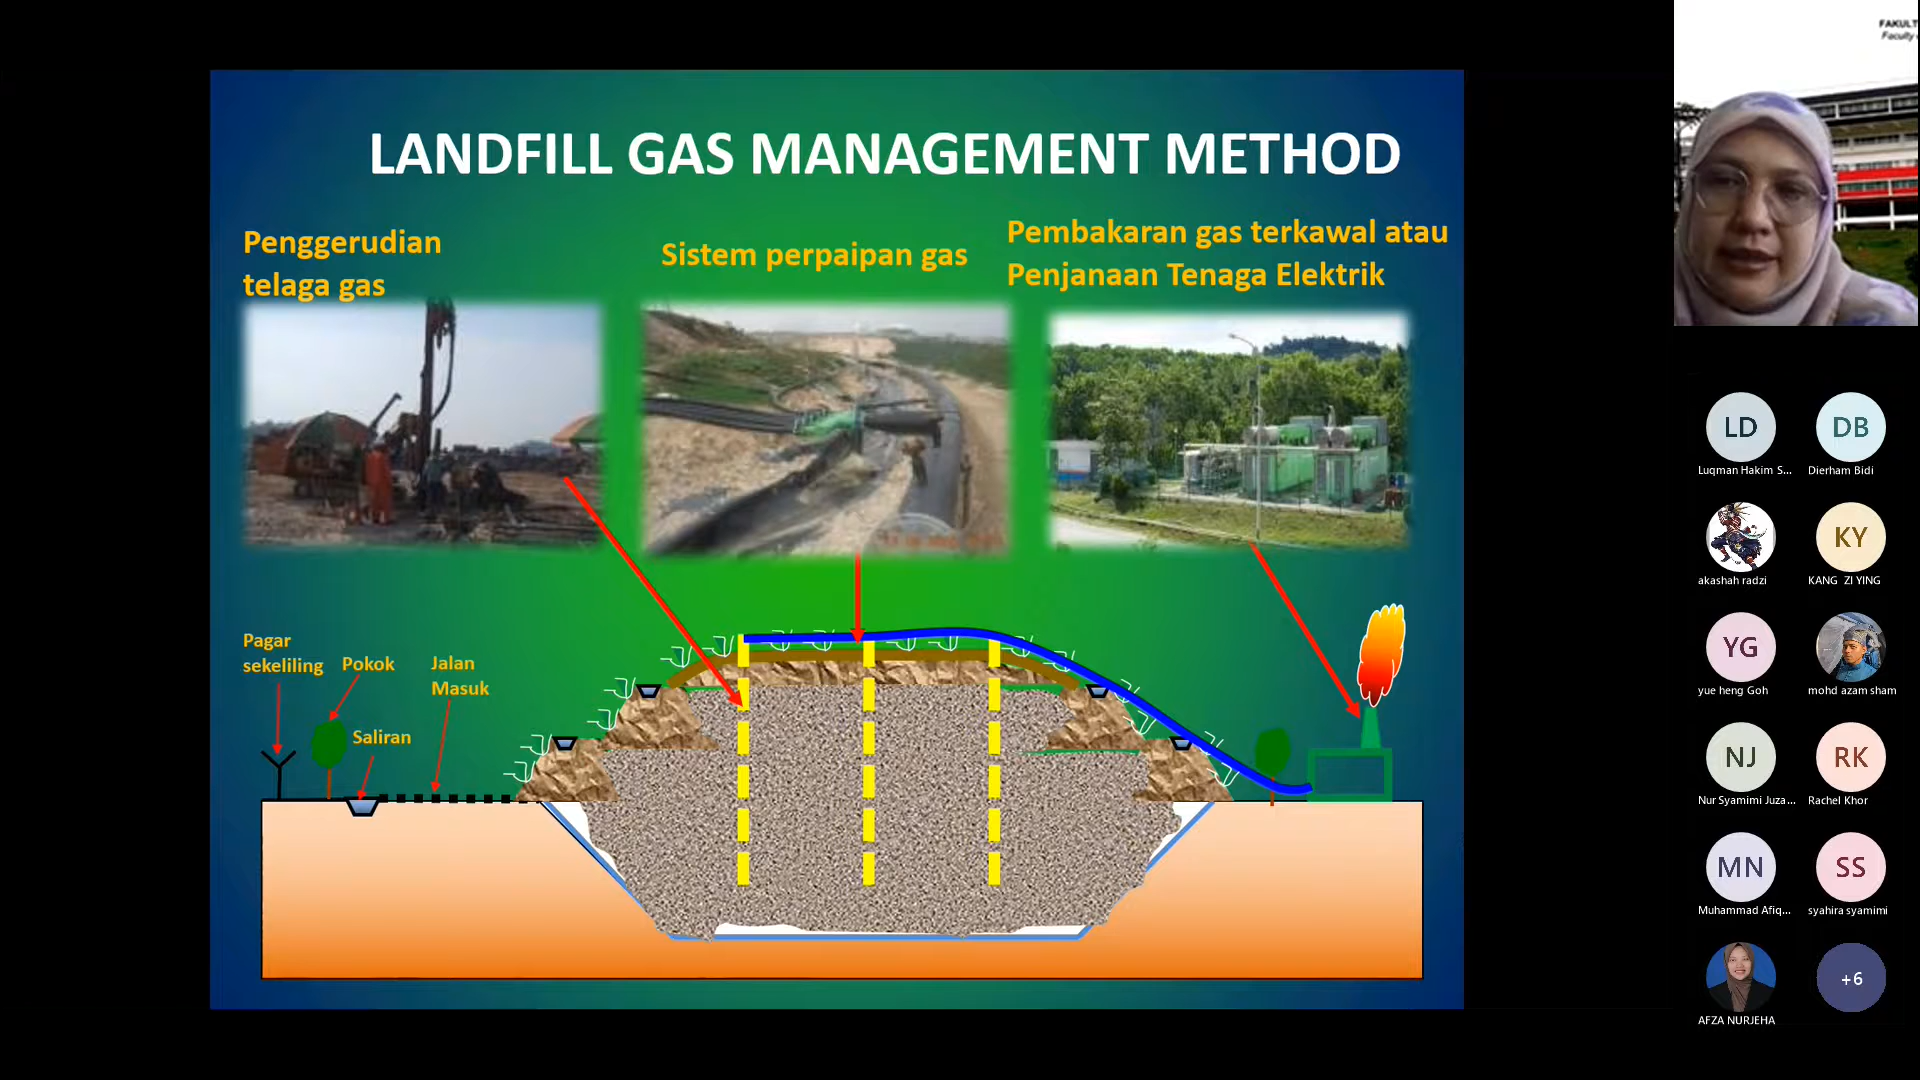 FAKULT
Faculty
LANDFILL GAS MANAGEMENT METHOD
Penggerudian
telaga gas
Sistem perpaipan gas
Pembakaran gas terkawal atau
Penjanaan Tenaga Elektrik
Pagar
sekeliling
Pokok
Jalan
Masuk
Saliran
LD
Luqman Hakim S...
DB
Dierham Bidi
akashah radzi
KY
KANG ZI YING
YG
yue heng Goh
mohd azam sham
NJ
Nur Syamimi Juza...
RK
Rachel Khor
MN
Muhammad Afiq...
SS
syahira syamimi
AFZA NURJEHA
+6